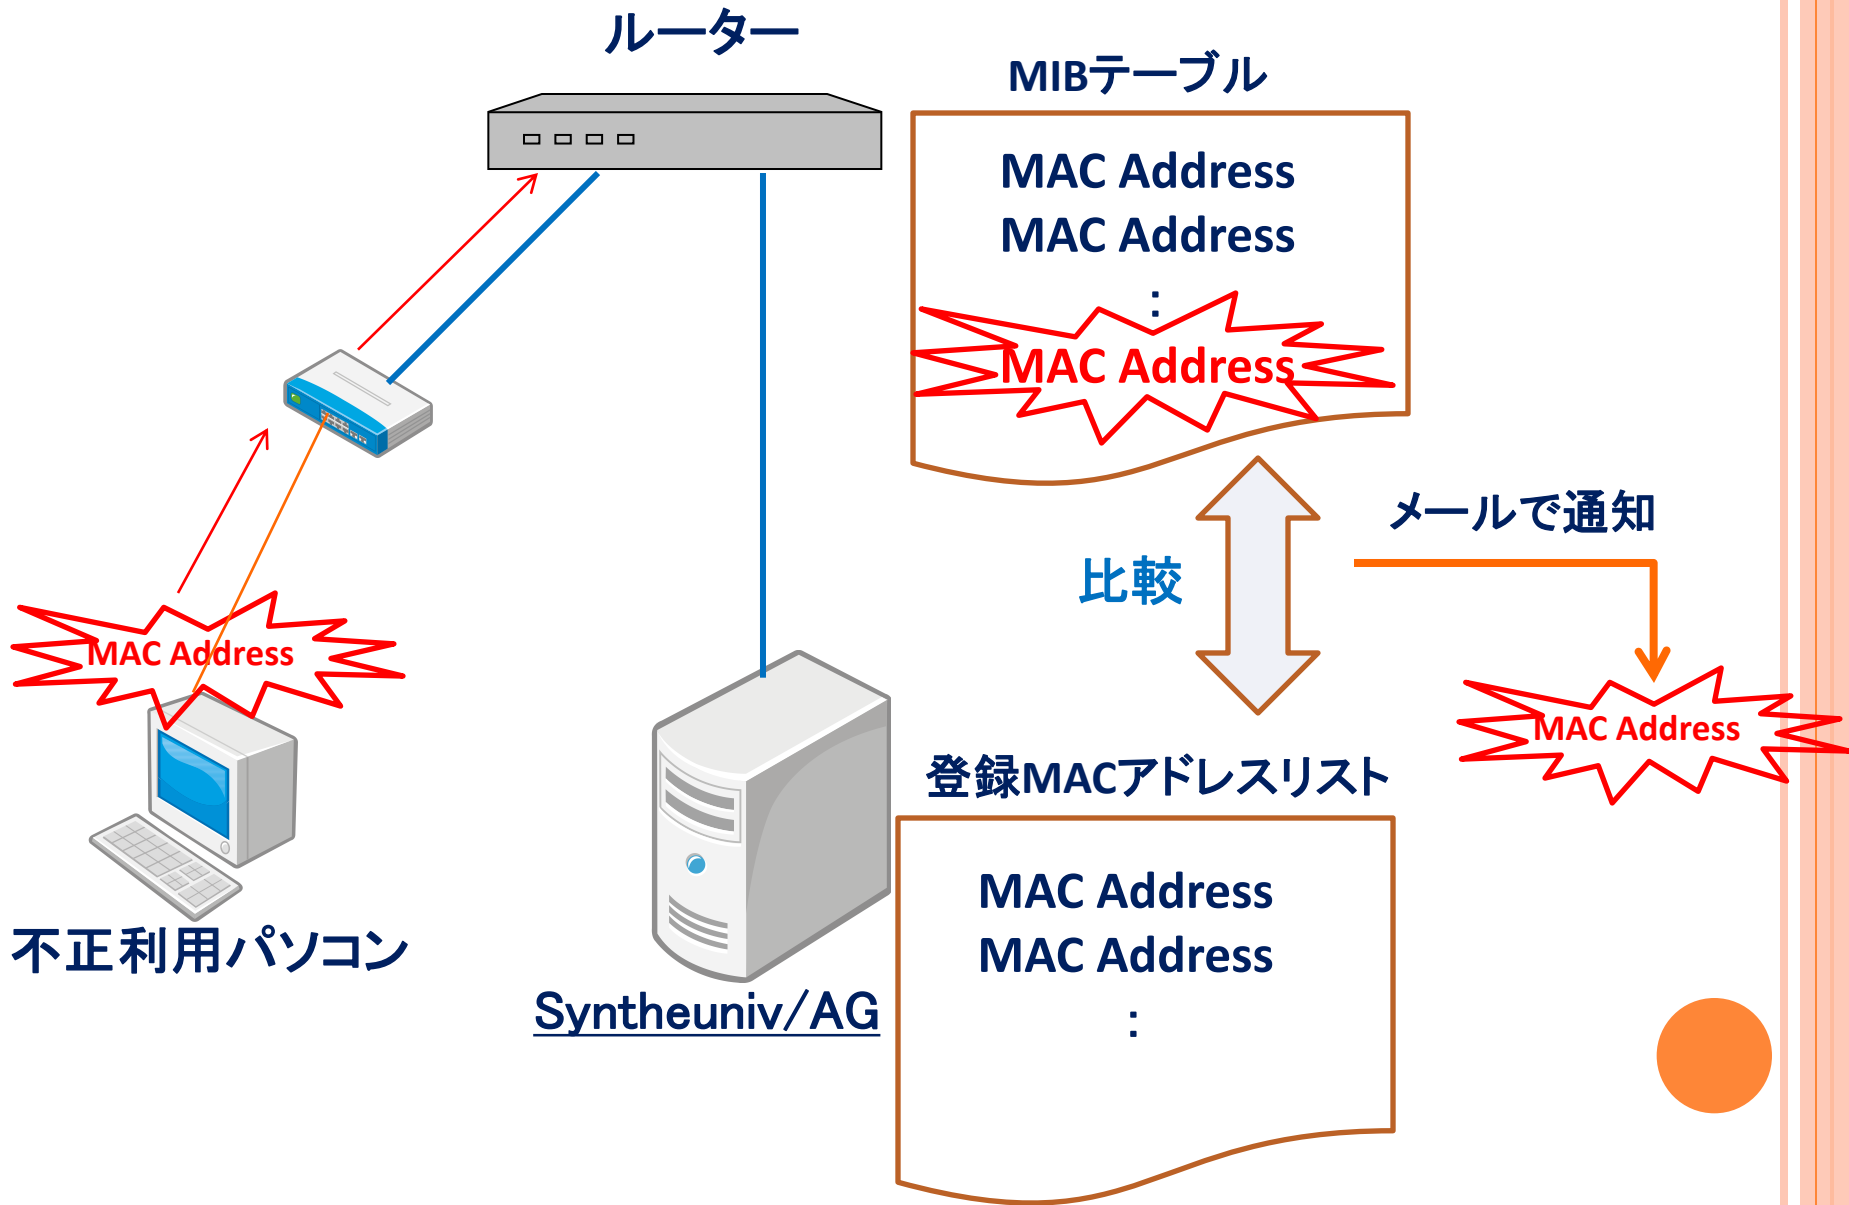 ルーター
MIBテーブル
MAC Address
MAC Address
:
MAC Address
メールで通知
比較
MAC Address
MAC Address
登録MACアドレスリスト
MAC Address
MAC Address
:
不正利用パソコン
Syntheuniv/AG